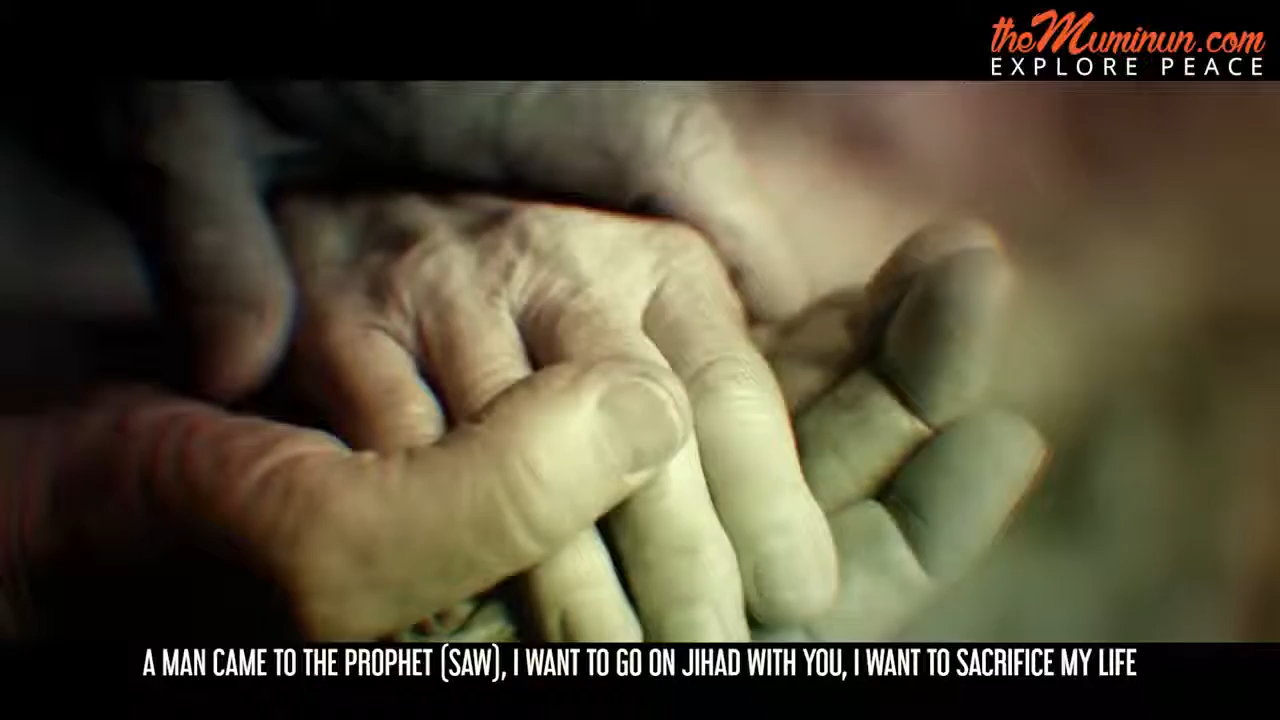 theMuminun.com
EXPLORE PEACE
A MAN CAME TO THE PROPHET (SAW), I WANT TO GO ON JIHAD WITH YOU, I WANT TO SACRIFICE MY LIFE